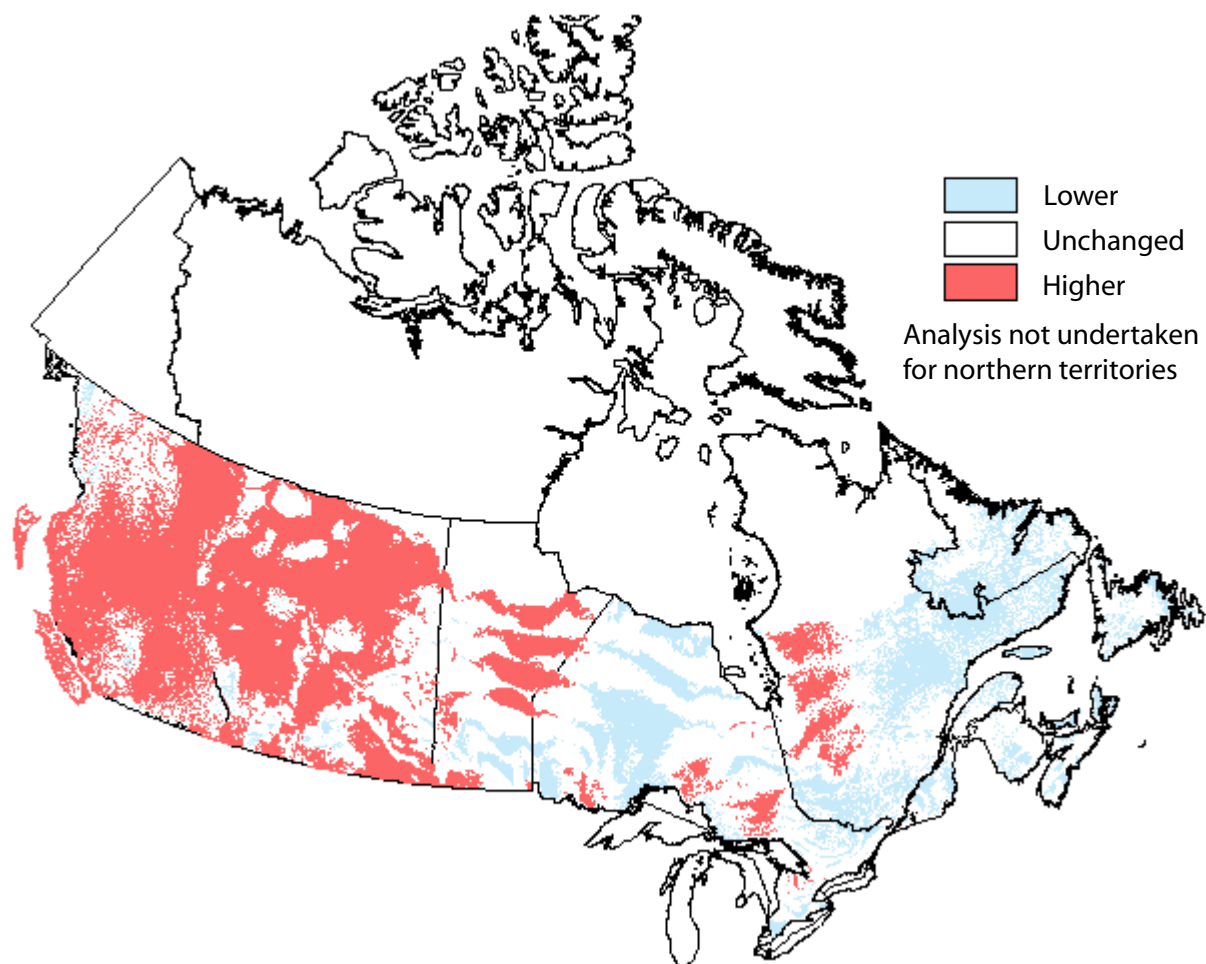 Lower
Unchanged
Higher
Analysis not undertaken
for northern territories